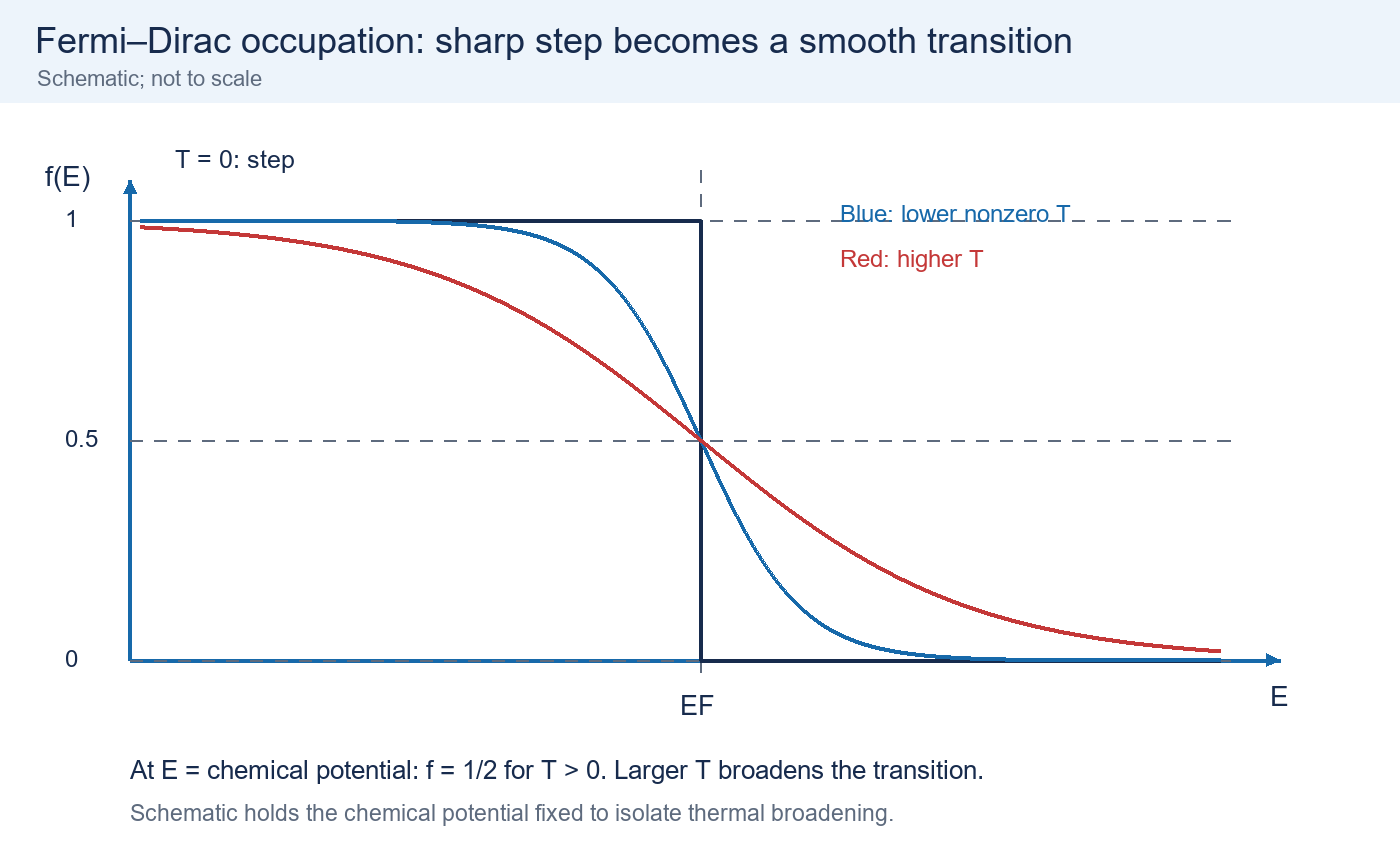 Fermi–Dirac occupation: sharp step becomes a smooth transition
Schematic; not to scale
T = 0: step
f(E)
1
Blue: lower nonzero T
Red: higher T
0.5
0
EF
E
At E = chemical potential: f = 1/2 for T > 0. Larger T broadens the transition.
Schematic holds the chemical potential fixed to isolate thermal broadening.